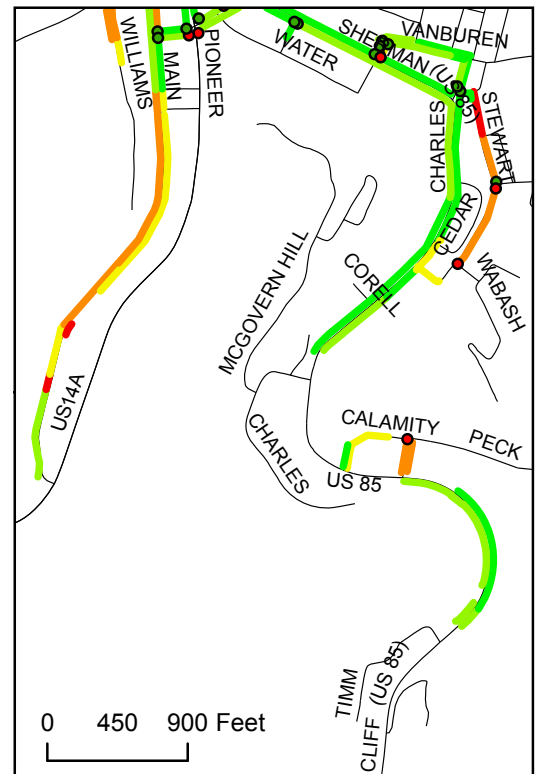 VANBUREN
SHERMAN (US 85)
WATER
WILLIAMS
MAIN
PIONEER
STEWART
CHARLES
CEDAR
WABASH
CORELL
MCGOVERN HILL
US14A
CALAMITY
PECK
CHARLES
US 85
TIMM
CLIFF (US 85)
0 450 900 Feet